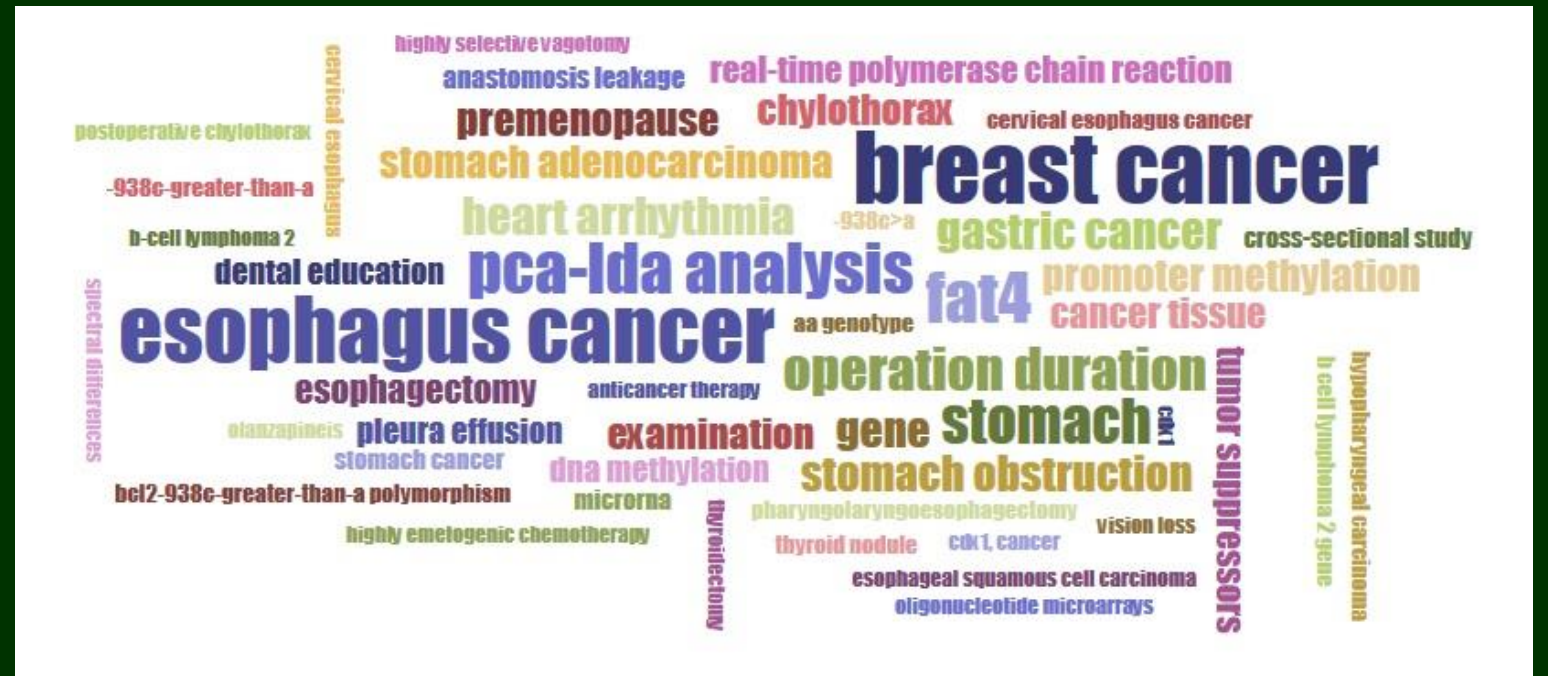 highly selective vagotomy
anastomosis leakage
real-time polymerase chain reaction
cervical esophagus
postoperative chylothorax
premenopause
chylothorax
cervical esophagus cancer
stomach adenocarcinoma
breast cancer
-938c-greater-than-a
heart arrhythmia
-938c>a
gastric cancer
b-cell lymphoma 2
cross-sectional study
dental education
pca-lda analysis
fat4
promoter methylation
spectral differences
esophagus cancer
aa genotype
cancer tissue
esophagectomy
anticancer therapy
operation duration
tumor suppressors
h cell lymphoma 2 gene
hypopharyngeal carcinoma
olanzapineis
pleura effusion
examination
gene
stomach
cdk1
stomach cancer
dna methylation
stomach obstruction
bcl2-938c-greater-than-a polymorphism
microrna
thyroidectomy
pharyngolaryngoesophagectomy
vision loss
highly emetogenic chemotherapy
thyroid nodule
cdk1, cancer
esophageal squamous cell carcinoma
oligonucleotide microarrays